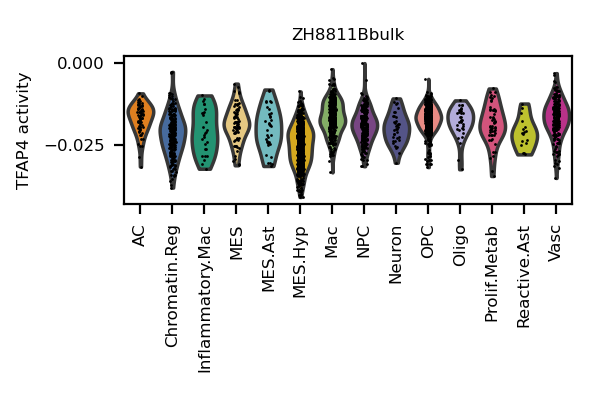 ZH8811Bbulk
TFAP4 activity
0.000
−0.025
AC
Chromatin.Reg
Inflammatory.Mac
MES
MES.Ast
MES.Hyp
Mac
NPC
Neuron
OPC
Oligo
Prolif.Metab
Reactive.Ast
Vasc